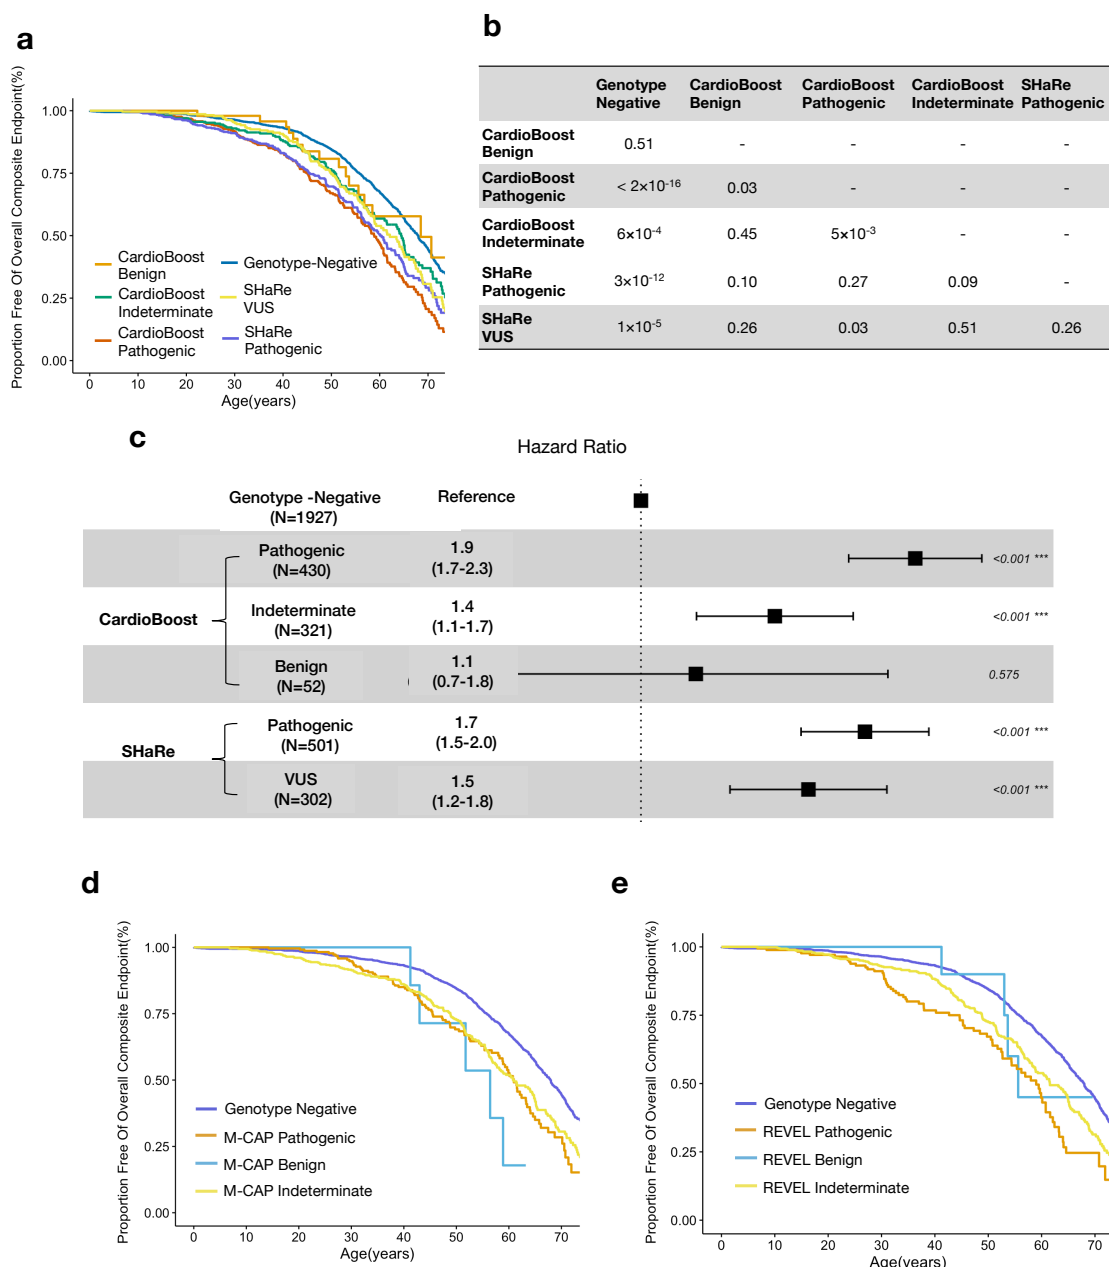 a
Proportion Free Of Overall Composite Endpoint(%)
1.00
0.75
0.50
0.25
0.00
CardioBoost
Benign
CardioBoost
Indeterminate
CardioBoost
Pathogenic
Genotype-Negative
SHaRe
VUS
SHaRe
Pathogenic
0 10 20 30 40 50 60 70
Age(years)
b
Genotype Negative CardioBoost Benign CardioBoost Pathogenic CardioBoost Indeterminate SHaRe Pathogenic
CardioBoost Benign 0.51 - - - -
CardioBoost Pathogenic < 2×10-16 0.03 - - -
CardioBoost Indeterminate 6×10-4 0.45 5×10-3 - -
SHaRe Pathogenic 3×10-12 0.10 0.27 0.09 -
SHaRe VUS 1×10-5 0.26 0.03 0.51 0.26
c
Hazard Ratio
Genotype -Negative Reference
(N=1927)
CardioBoost
Pathogenic 1.9
(N=430) (1.7-2.3) <0.001 ***
Indeterminate 1.4
(N=321) (1.1-1.7) <0.001 ***
Benign 1.1
(N=52) (0.7-1.8) 0.575
SHaRe
Pathogenic 1.7
(N=501) (1.5-2.0) <0.001 ***
VUS 1.5
(N=302) (1.2-1.8) <0.001 ***
d
Proportion Free Of Overall Composite Endpoint(%)
1.00
0.75
0.50
0.25
0.00
Genotype Negative
M-CAP Pathogenic
M-CAP Benign
M-CAP Indeterminate
0 10 20 30 40 50 60 70
Age(years)
e
Proportion Free Of Overall Composite Endpoint(%)
1.00
0.75
0.50
0.25
0.00
Genotype Negative
REVEL Pathogenic
REVEL Benign
REVEL Indeterminate
0 10 20 30 40 50 60 70
Age(years)